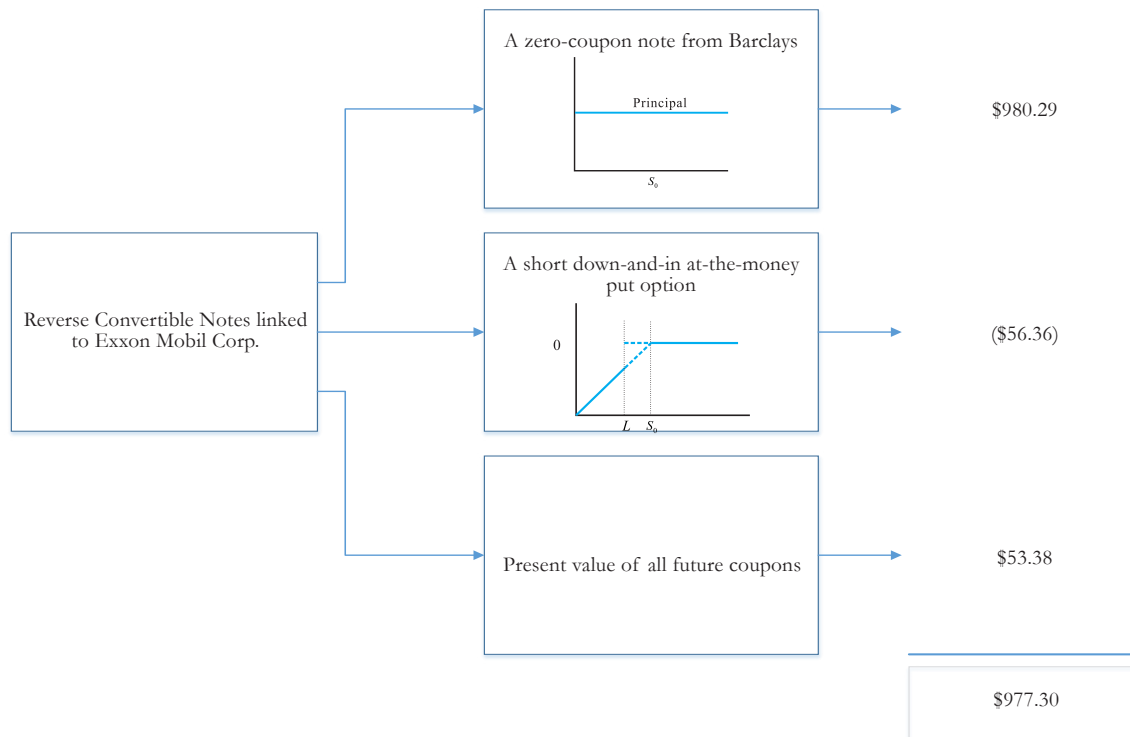 Reverse Convertible Notes linked
to Exxon Mobil Corp.
A zero-coupon note from Barclays
Principal
S₀
$980.29
A short down-and-in at-the-money
put option
0
L S₀
($56.36)
Present value of all future coupons
$53.38
$977.30